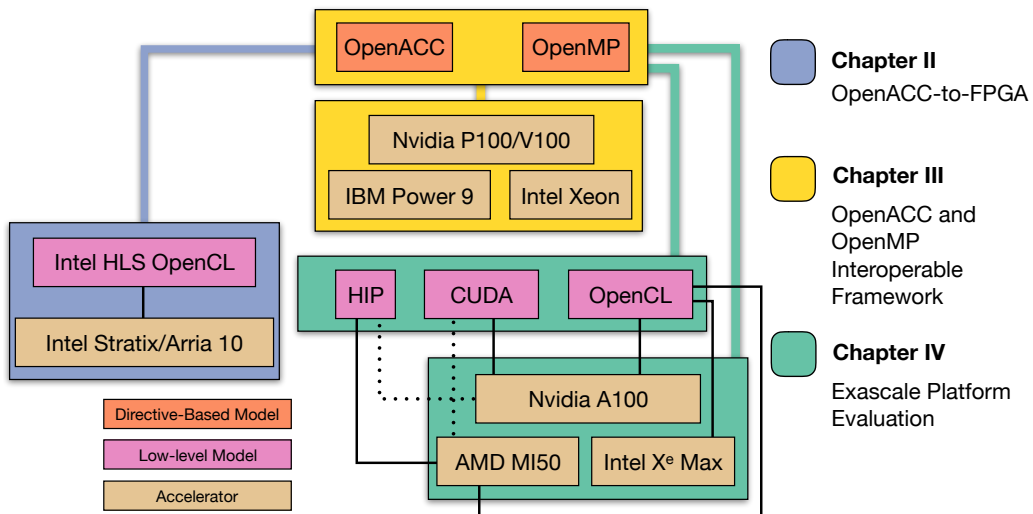 OpenACC
OpenMP
Nvidia P100/V100
IBM Power 9
Intel Xeon
Intel HLS OpenCL
Intel Stratix/Arria 10
HIP
CUDA
OpenCL
Nvidia A100
AMD MI50
Intel Xᵉ Max
Directive-Based Model
Low-level Model
Accelerator
Chapter II
OpenACC-to-FPGA
Chapter III
OpenACC and
OpenMP
Interoperable
Framework
Chapter IV
Exascale Platform
Evaluation